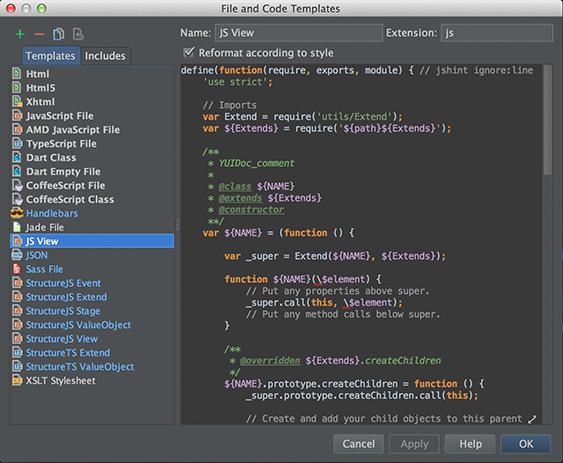 File and Code Templates
Name: JS View Extension: js
Reformat according to style
Templates Includes
Html
Html5
Xhtml
JavaScript File
AMD JavaScript File
TypeScript File
Dart Class
Dart Empty File
CoffeeScript File
CoffeeScript Class
Handlebars
Jade File
JS View
JSON
Sass File
StructureJS Event
StructureJS Extend
StructureJS Stage
StructureJS ValueObject
StructureJS View
StructureTS Extend
StructureTS ValueObject
XSLT Stylesheet
define(function(require, exports, module) { // jshint ignore:line
'use strict';
// Imports
var Extend = require('utils/Extend');
var ${Extends} = require('${path}${Extends}');
/**
* YUIDoc_comment
*
* @class ${NAME}
* @extends ${Extends}
* @constructor
**/
var ${NAME} = (function () {
var _super = Extend(${NAME}, ${Extends});
function ${NAME}(\$element) {
// Put any properties above super.
_super.call(this, \$element);
// Put any method calls below super.
}
/**
* @overridden ${Extends}.createChildren
*/
${NAME}.prototype.createChildren = function () {
_super.prototype.createChildren.call(this);
// Create and add your child objects to this parent
Cancel Apply Help OK